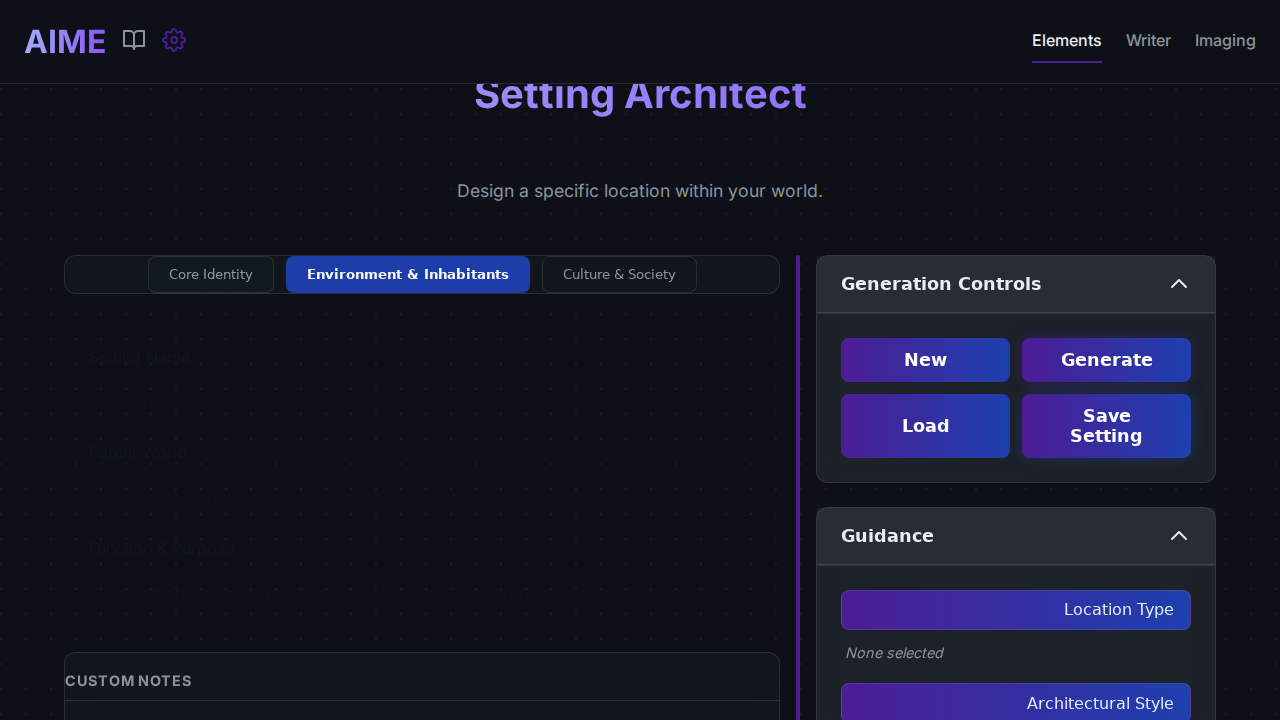 AIME
Elements
Writer
Imaging
Setting Architect
Design a specific location within your world.
Core Identity
Environment & Inhabitants
Culture & Society
Setting Name
Parent World
Function & Purpose
CUSTOM NOTES
Generation Controls
New
Generate
Load
Save
Setting
Guidance
Location Type
None selected
Architectural Style